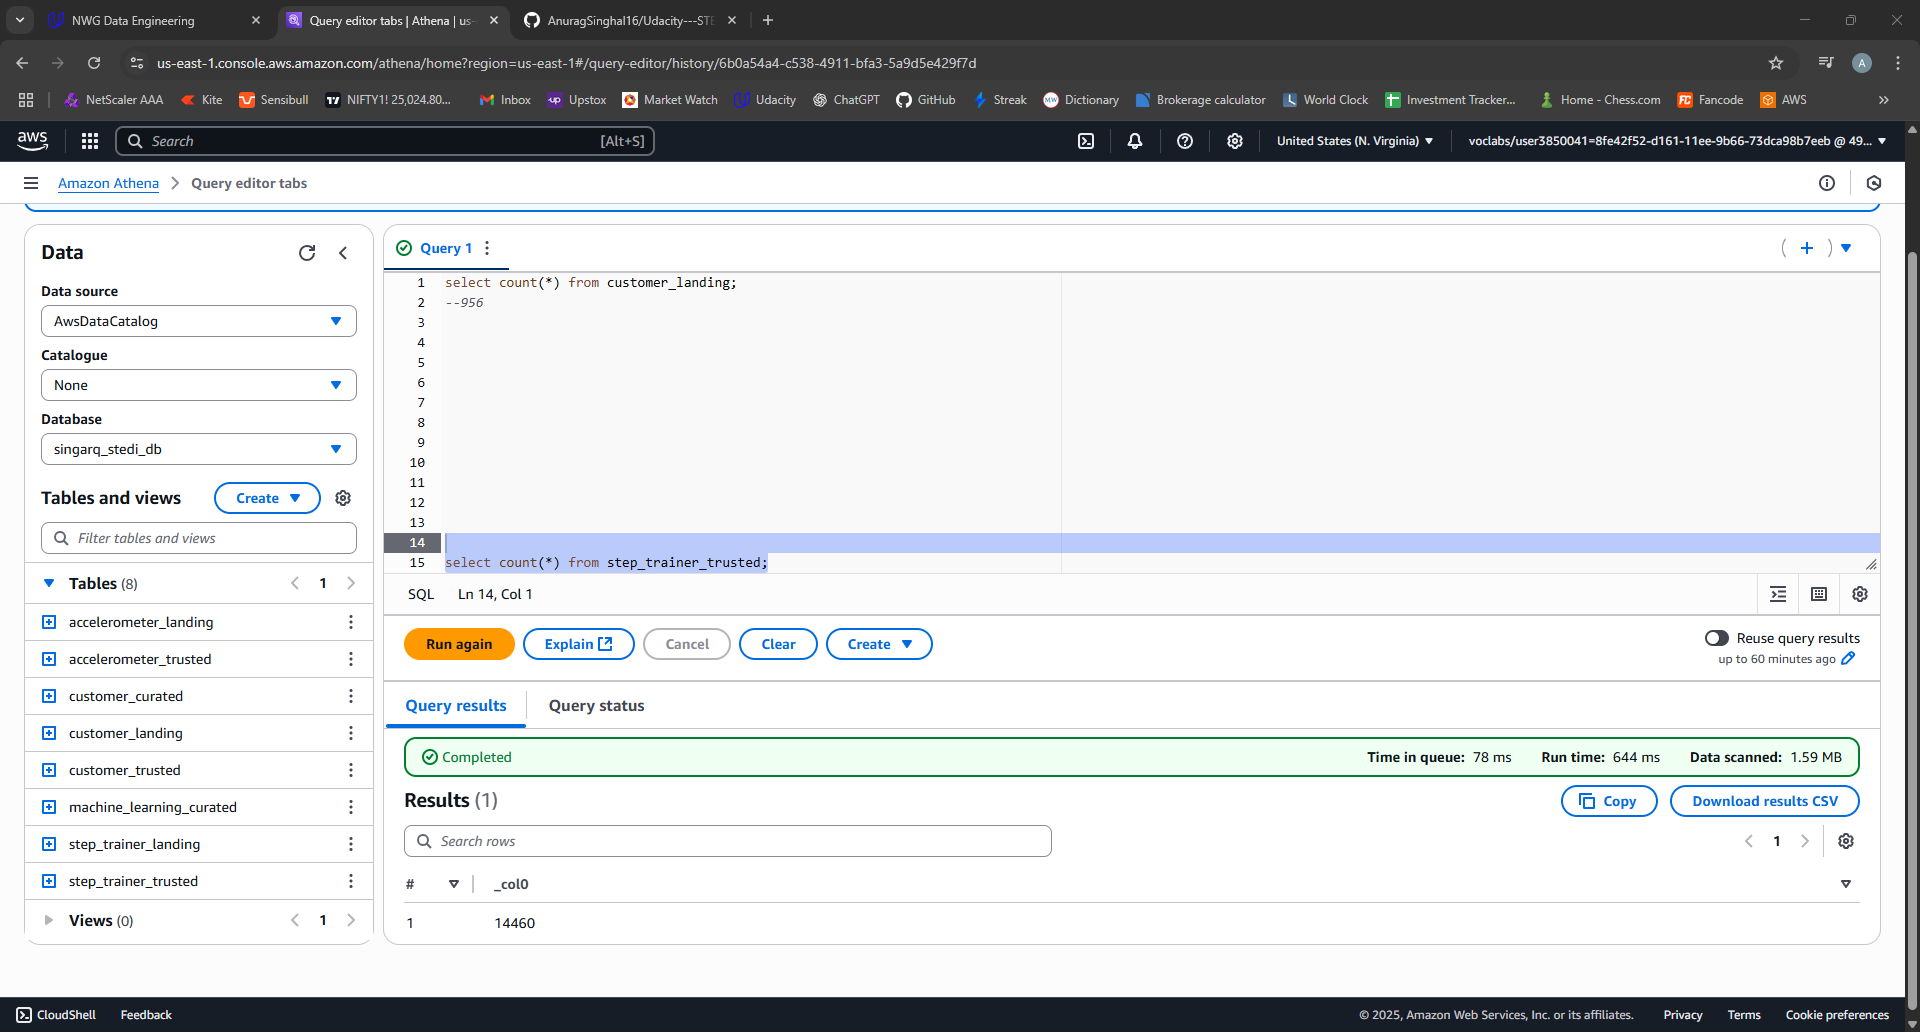 NWG Data Engineering
Query editor tabs | Athena | us-
AnuragSinghal16/Udacity---STE
us-east-1.console.aws.amazon.com/athena/home?region=us-east-1#/query-editor/history/6b0a54a4-c538-4911-bfa3-5a9d5e429f7d
A
NetScaler AAA
Kite
Sensibull
NIFTY1! 25,024.80...
Inbox
up Upstox
Market Watch
Udacity
ChatGPT
GitHub
Streak
MW Dictionary
Brokerage calculator
World Clock
Investment Tracker...
Home - Chess.com
FC Fancode
AWS
aws
Search
[Alt+S]
United States (N. Virginia)
voclabs/user3850041=8fe42f52-d161-11ee-9b66-73dca98b7eeb @ 49...
Amazon Athena > Query editor tabs
Data
Data source
AwsDataCatalog
Catalogue
None
Database
singarq_stedi_db
Tables and views
Create
Filter tables and views
Tables (8)
1
accelerometer_landing
accelerometer_trusted
customer_curated
customer_landing
customer_trusted
machine_learning_curated
step_trainer_landing
step_trainer_trusted
Views (0)
1
Query 1
1 select count(*) from customer_landing;
2 --956
3
4
5
6
7
8
9
10
11
12
13
14
15 select count(*) from step_trainer_trusted;
SQL Ln 14, Col 1
Run again
Explain
Cancel
Clear
Create
Reuse query results
up to 60 minutes ago
Query results
Query status
Completed
Time in queue: 78 ms
Run time: 644 ms
Data scanned: 1.59 MB
Results (1)
Copy
Download results CSV
Search rows
1
# _col0
1 14460
CloudShell
Feedback
© 2025, Amazon Web Services, Inc. or its affiliates.
Privacy
Terms
Cookie preferences